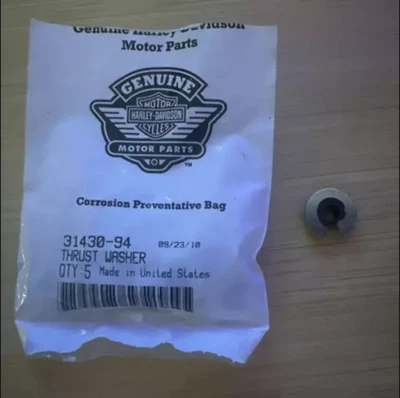 Genuine Harley-Davidson
Motor Parts
GENUINE
MOTOR
HARLEY-DAVIDSON
CYCLES
MOTOR PARTS
TM
Corrosion Preventative Bag
31430-94 09/23/10
THRUST WASHER
QTY:5 Made in United States